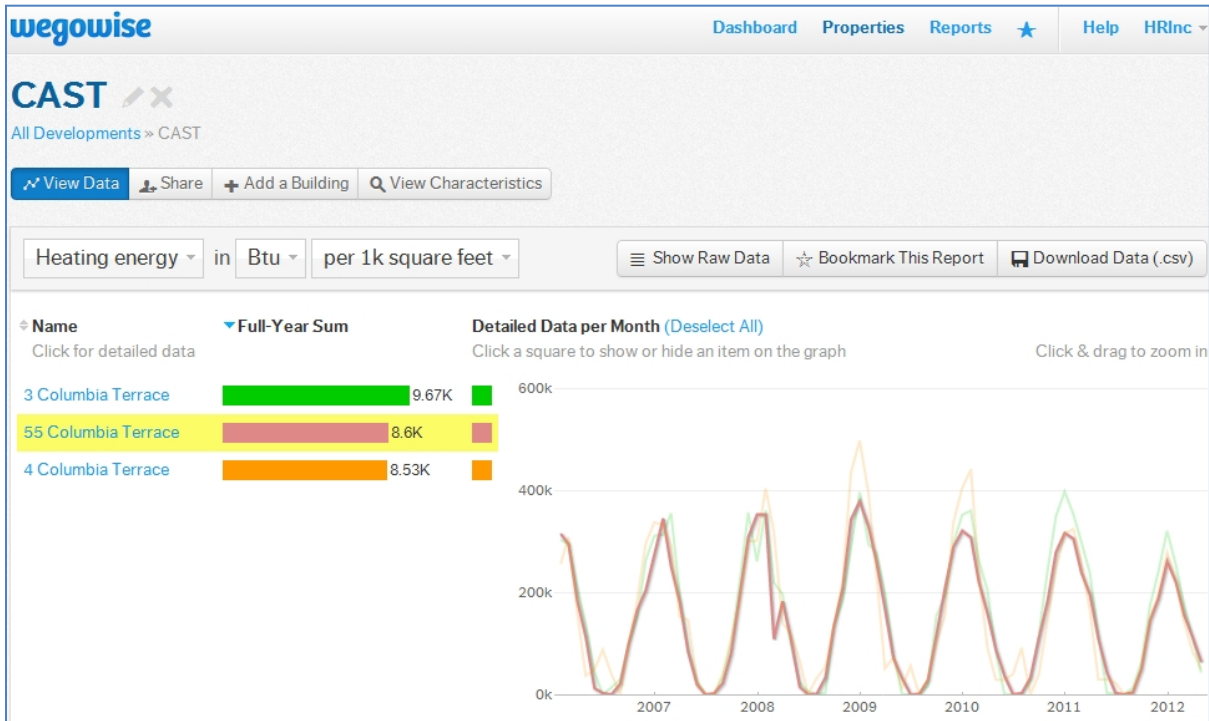 wegowise
Dashboard Properties Reports Help HRInc
CAST
All Developments » CAST
View Data Share Add a Building View Characteristics
Heating energy in Btu per 1k square feet Show Raw Data Bookmark This Report Download Data (.csv)
Name Full-Year Sum Detailed Data per Month (Deselect All)
Click for detailed data Click a square to show or hide an item on the graph Click & drag to zoom in
3 Columbia Terrace 9.67K
55 Columbia Terrace 8.6K
4 Columbia Terrace 8.53K
600k
400k
200k
0k
2007 2008 2009 2010 2011 2012